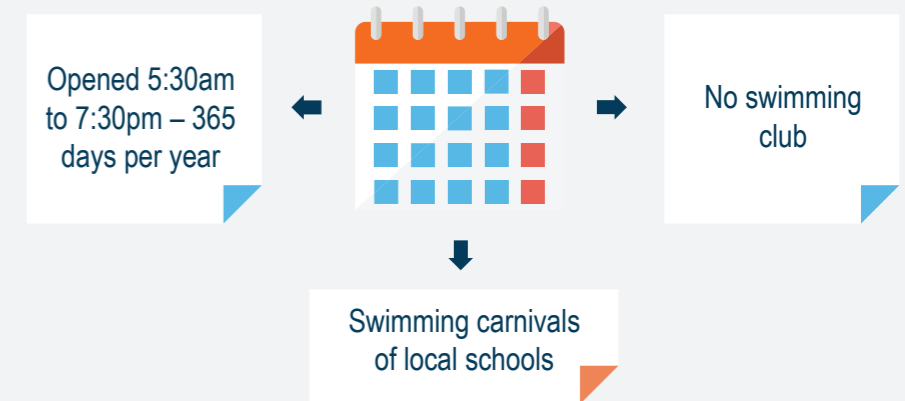 Opened 5:30am
to 7:30pm – 365
days per year
No swimming
club
Swimming carnivals
of local schools